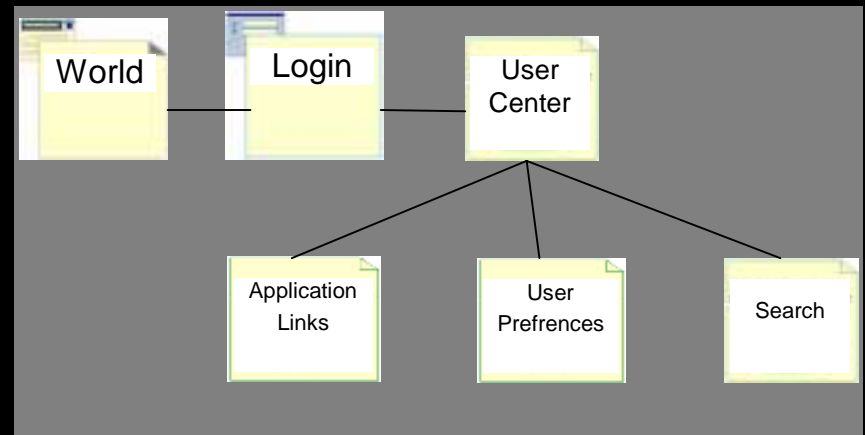 World
Login
User
Center
Application
Links
User
Prefrences
Search